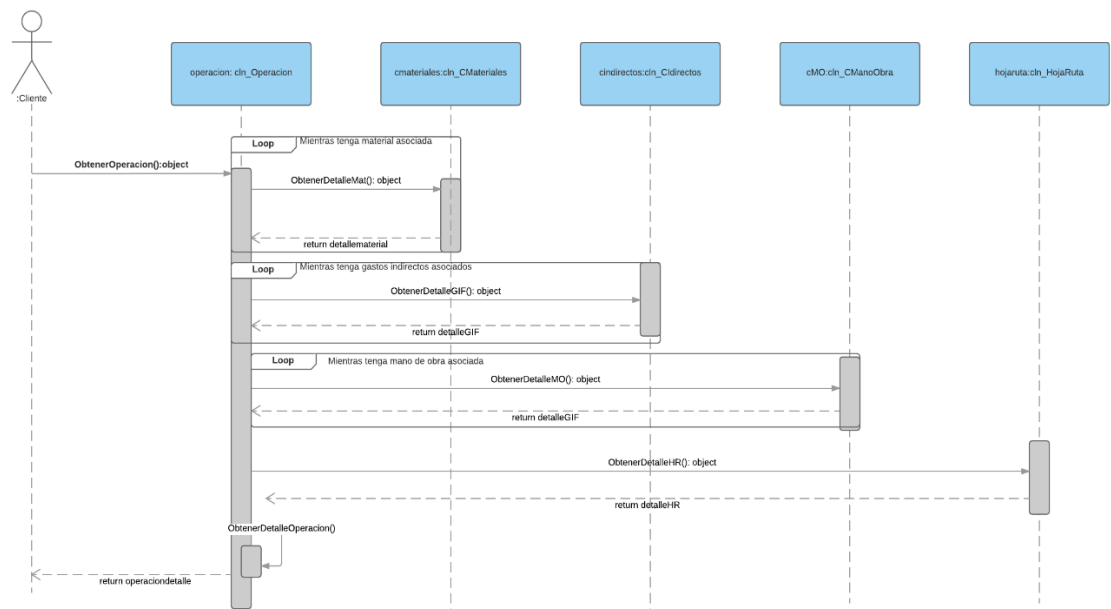 operacion: cln_Operacion
cmateriales:cln_CMateriales
cindirectos:cln_CIdirectos
cMO:cln_CManoObra
hojaruta:cln_HojaRuta
:Cliente
Loop
Mientras tenga material asociada
ObtenerOperacion():object
ObtenerDetalleMat(): object
return detallematerial
Loop
Mientras tenga gastos indirectos asociados
ObtenerDetalleGIF(): object
return detalleGIF
Loop
Mientras tenga mano de obra asociada
ObtenerDetalleMO(): object
return detalleGIF
ObtenerDetalleHR(): object
return detalleHR
ObtenerDetalleOperacion()
return operaciondetalle